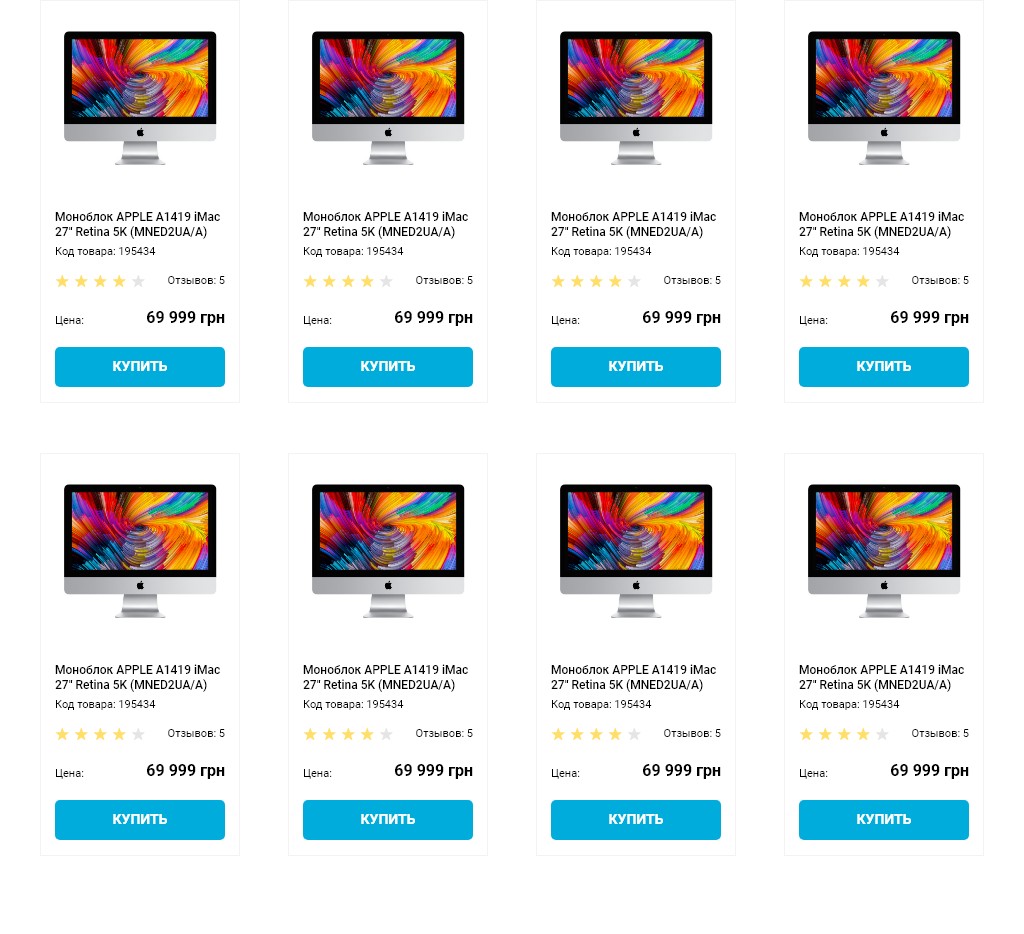 Моноблок APPLE A1419 iMac
27" Retina 5K (MNED2UA/A)
Код товара: 195434
Отзывов: 5
Цена: 69 999 грн
КУПИТЬ
Моноблок APPLE A1419 iMac
27" Retina 5K (MNED2UA/A)
Код товара: 195434
Отзывов: 5
Цена: 69 999 грн
КУПИТЬ
Моноблок APPLE A1419 iMac
27" Retina 5K (MNED2UA/A)
Код товара: 195434
Отзывов: 5
Цена: 69 999 грн
КУПИТЬ
Моноблок APPLE A1419 iMac
27" Retina 5K (MNED2UA/A)
Код товара: 195434
Отзывов: 5
Цена: 69 999 грн
КУПИТЬ
Моноблок APPLE A1419 iMac
27" Retina 5K (MNED2UA/A)
Код товара: 195434
Отзывов: 5
Цена: 69 999 грн
КУПИТЬ
Моноблок APPLE A1419 iMac
27" Retina 5K (MNED2UA/A)
Код товара: 195434
Отзывов: 5
Цена: 69 999 грн
КУПИТЬ
Моноблок APPLE A1419 iMac
27" Retina 5K (MNED2UA/A)
Код товара: 195434
Отзывов: 5
Цена: 69 999 грн
КУПИТЬ
Моноблок APPLE A1419 iMac
27" Retina 5K (MNED2UA/A)
Код товара: 195434
Отзывов: 5
Цена: 69 999 грн
КУПИТЬ